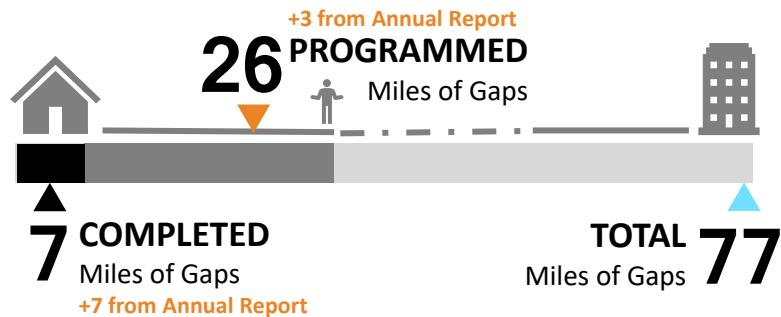 +3 from Annual Report
26 PROGRAMMED
Miles of Gaps
7 COMPLETED
Miles of Gaps
+7 from Annual Report
TOTAL 77
Miles of Gaps